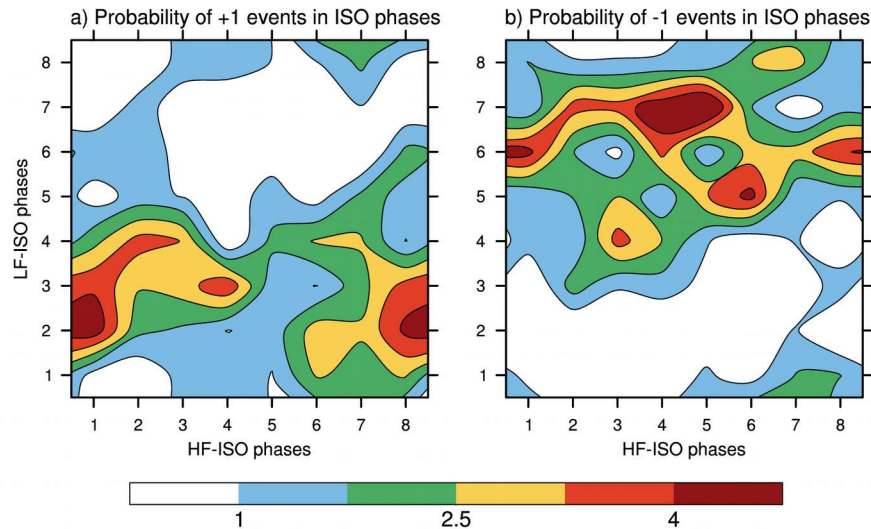 a) Probability of +1 events in ISO phases
b) Probability of -1 events in ISO phases
LF-ISO phases
8
7
6
5
4
3
2
1
1 2 3 4 5 6 7 8
HF-ISO phases
8
7
6
5
4
3
2
1
1 2 3 4 5 6 7 8
HF-ISO phases
1 2.5 4